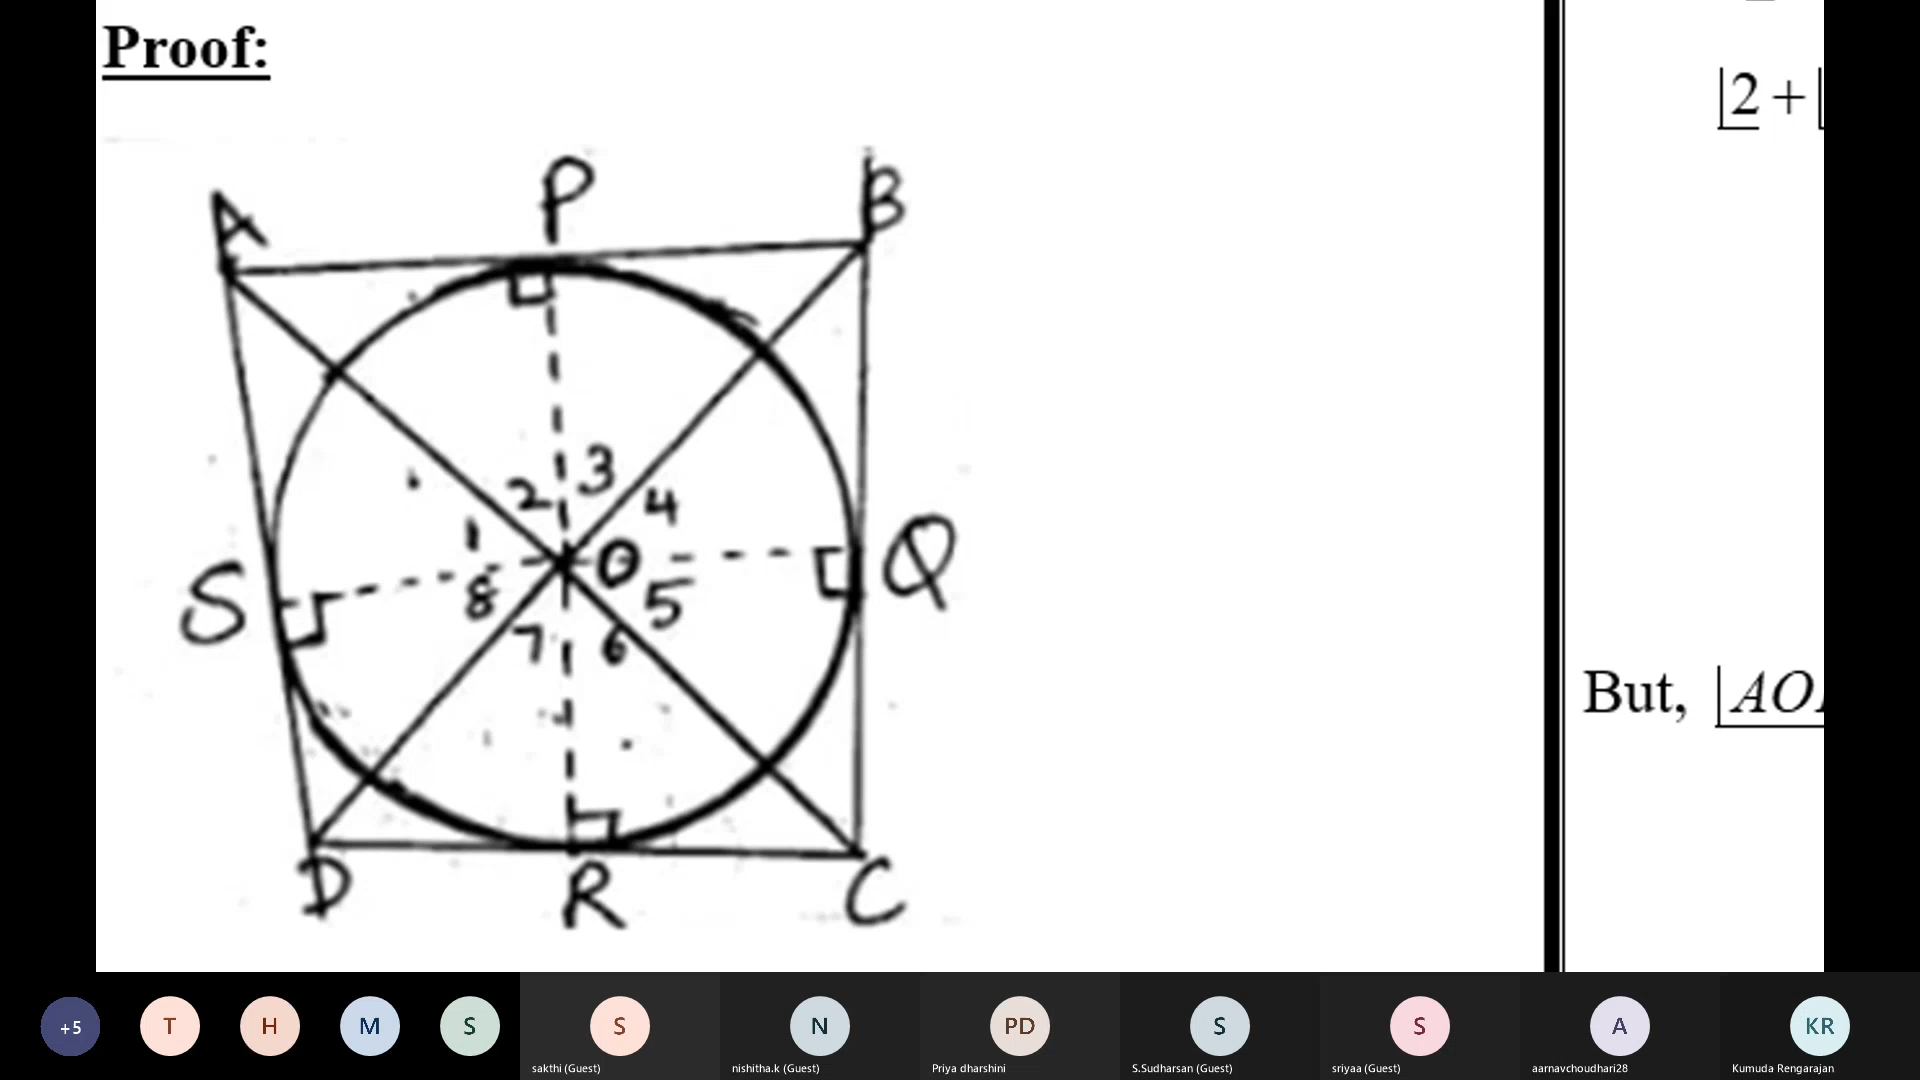 Proof:
A
P
B
2
3
4
1
O
Q
S
8
5
7
6
D
R
C
∠2 + ∠
But, ∠AO
+5
T
H
M
S
S
sakthi (Guest)
N
nishitha.k (Guest)
PD
Priya dharshini
S
S.Sudharsan (Guest)
S
sriyaa (Guest)
A
aarnavchoudhari28
KR
Kumuda Rengarajan